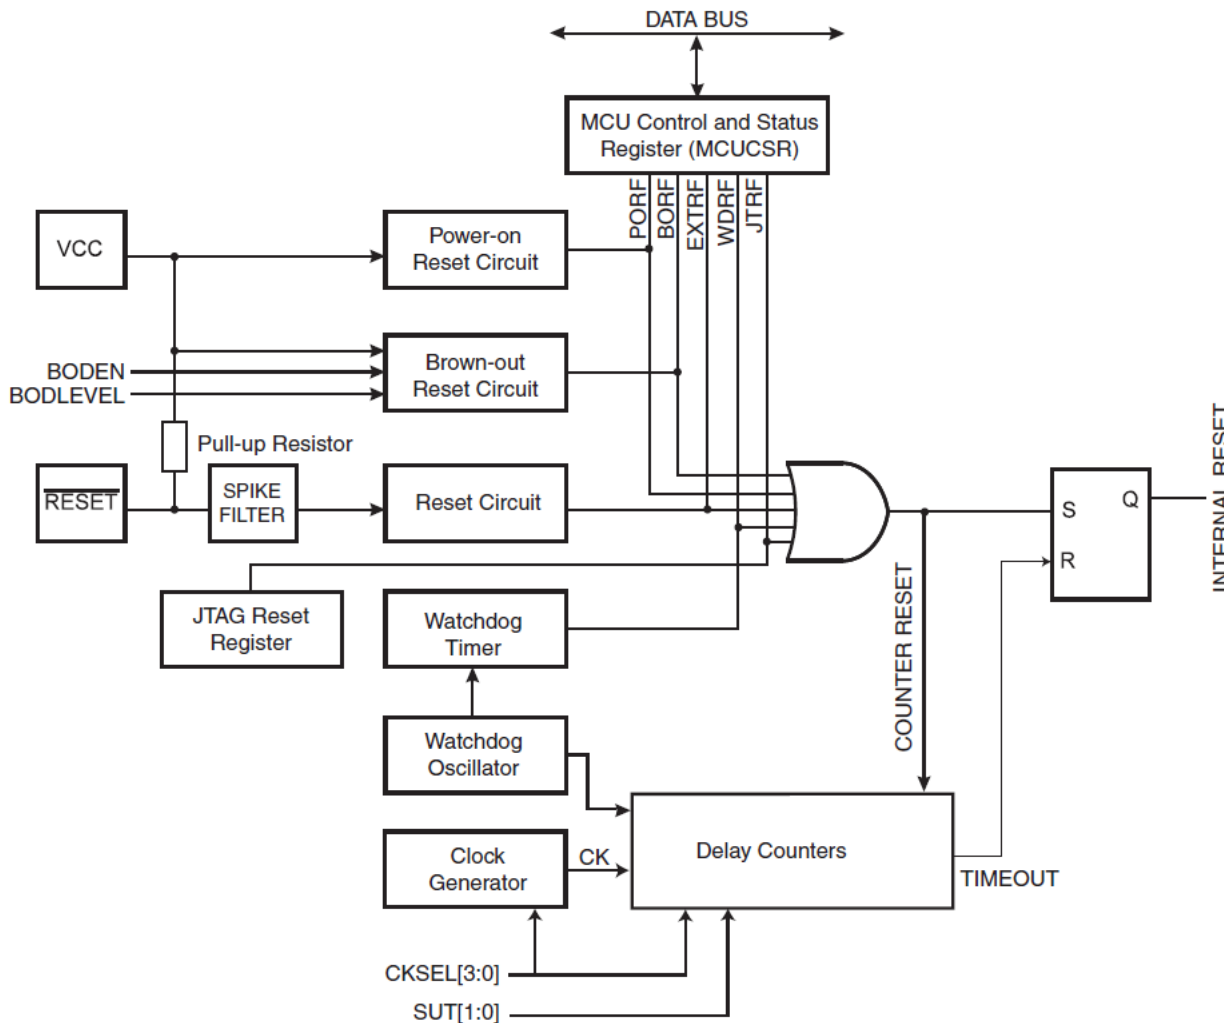 DATA BUS
MCU Control and Status
Register (MCUCSR)
PORF
BORF
EXTRF
WDRF
JTRF
VCC
Power-on
Reset Circuit
Brown-out
Reset Circuit
BODEN
BODLEVEL
Pull-up Resistor
RESET
SPIKE
FILTER
Reset Circuit
S
Q
R
INTERNAL RESET
JTAG Reset
Register
Watchdog
Timer
COUNTER RESET
Watchdog
Oscillator
Clock
Generator
CK
Delay Counters
TIMEOUT
CKSEL[3:0]
SUT[1:0]